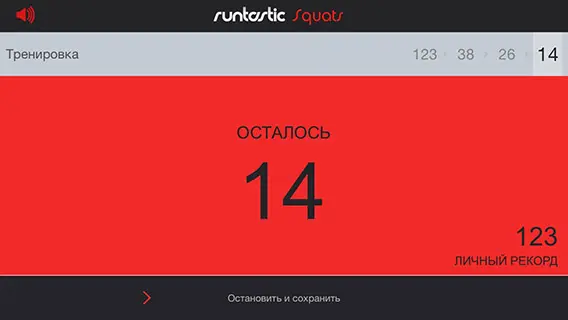 runtastic Squats
Тренировка 123 38 26 14
ОСТАЛОСЬ
14
123
ЛИЧНЫЙ РЕКОРД
Остановить и сохранить